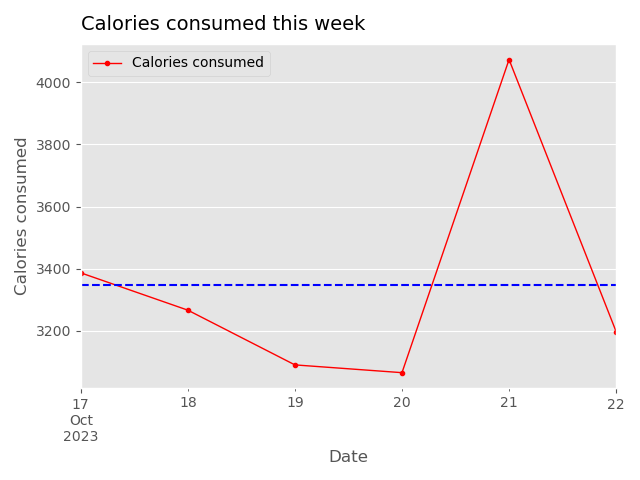 Calories consumed this week
Calories consumed
4000
3800
3600
3400
3200
Calories consumed
17
Oct
2023
18
19
20
21
22
Date